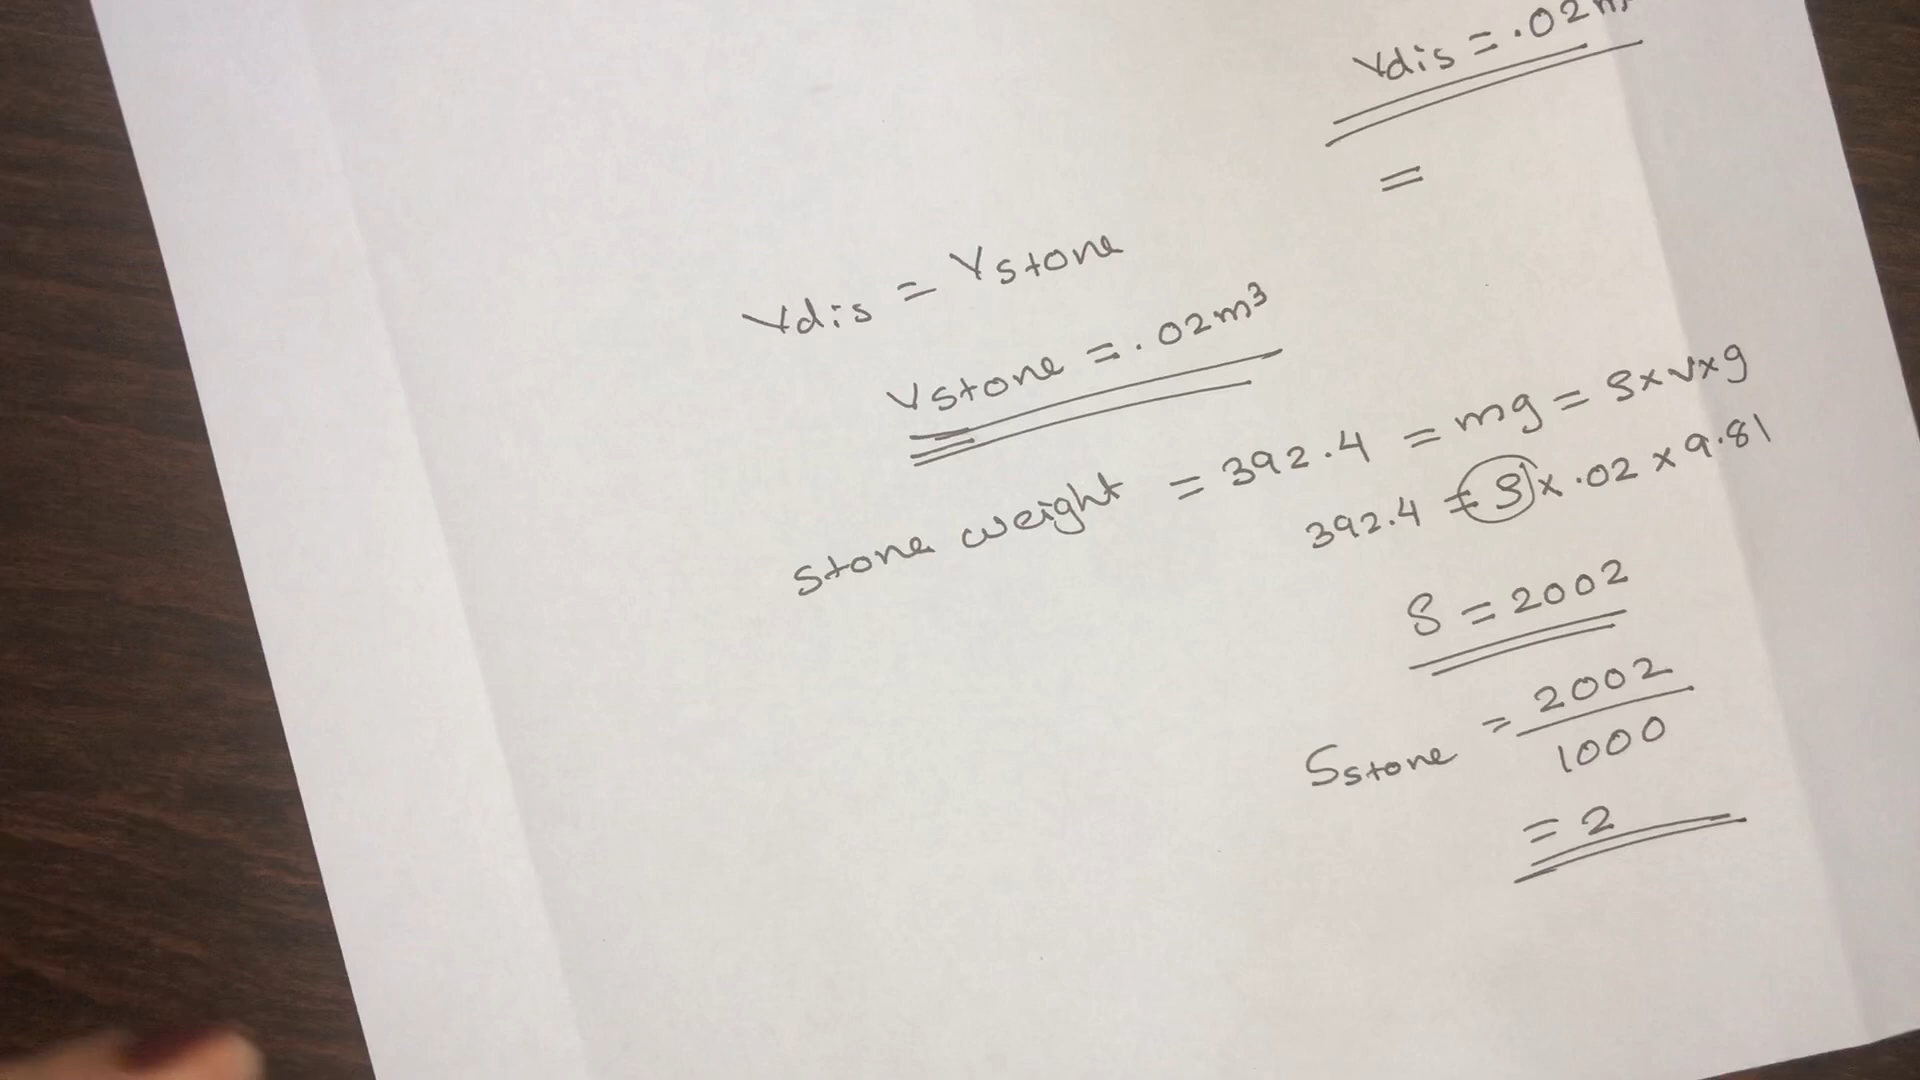 Vdis = .02m
=
Vdis = Vstone
Vstone = .02m³
Stone weight = 392.4 = mg = ρ×v×g
392.4 = ρ × .02 × 9.81
ρ = 2002
Sstone = 2002/1000
= 2